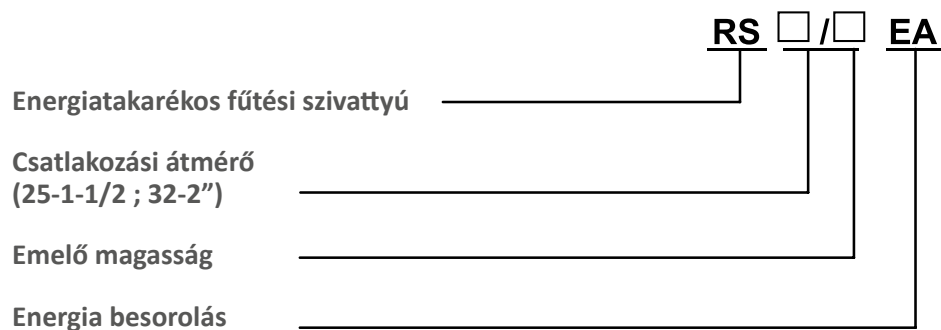 RS □ /□ EA
Energiatakarékos fűtési szivattyú
Csatlakozási átmérő
(25-1-1/2 ; 32-2”)
Emelő magasság
Energia besorolás